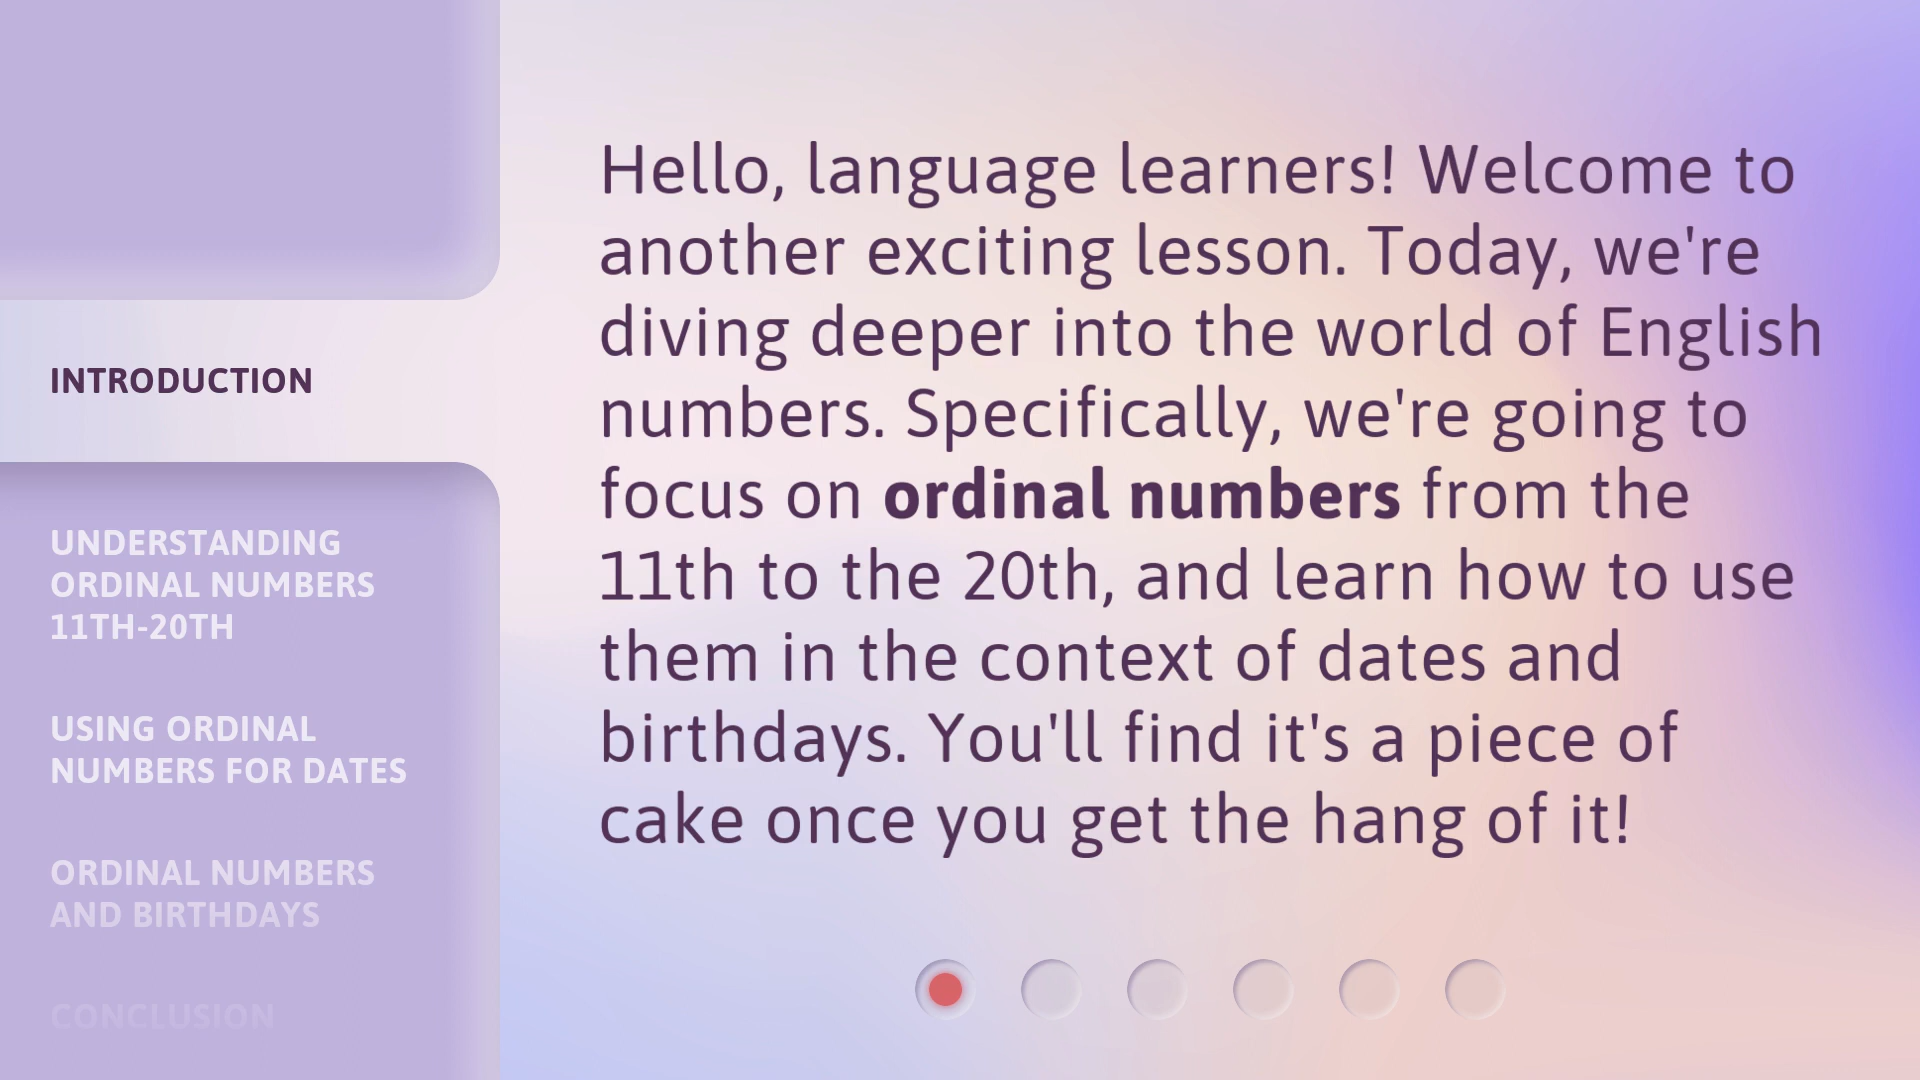 INTRODUCTION
UNDERSTANDING
ORDINAL NUMBERS
11TH-20TH
USING ORDINAL
NUMBERS FOR DATES
ORDINAL NUMBERS
AND BIRTHDAYS
CONCLUSION
Hello, language learners! Welcome to
another exciting lesson. Today, we're
diving deeper into the world of English
numbers. Specifically, we're going to
focus on ordinal numbers from the
11th to the 20th, and learn how to use
them in the context of dates and
birthdays. You'll find it's a piece of
cake once you get the hang of it!